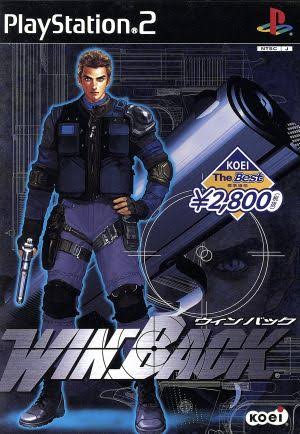 PlayStation®2
NTSC J
KOEI
The Best
¥2,800
ウィンバック
WINBACK
KOEI